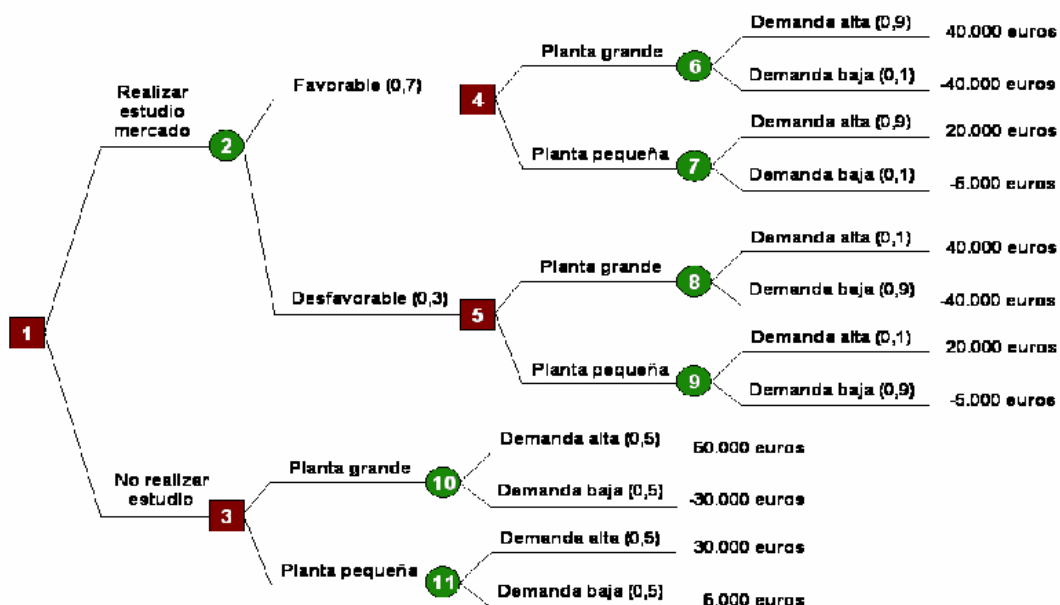 Demanda alta (0,9) 40.000 euros
Planta grande
6
Realizar estudio mercado
Favorable (0,7)
4
Demanda baja (0,1) -40.000 euros
2
Demanda alta (0,9) 20.000 euros
Planta pequeña
7
Demanda baja (0,1) -5.000 euros
Demanda alta (0,1) 40.000 euros
Planta grande
8
Desfavorable (0,3)
5
Demanda baja (0,9) -40.000 euros
1
Demanda alta (0,1) 20.000 euros
Planta pequeña
9
Demanda baja (0,9) -5.000 euros
Demanda alta (0,5) 50.000 euros
No realizar estudio
Planta grande
10
Demanda baja (0,5) -30.000 euros
3
Demanda alta (0,5) 30.000 euros
Planta pequeña
11
Demanda baja (0,5) 5.000 euros